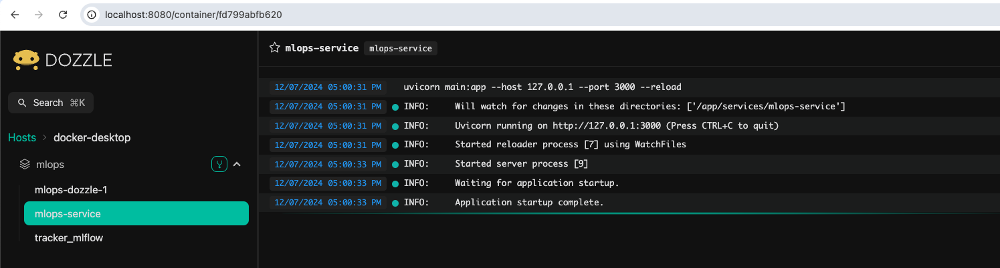 localhost:8080/container/fd799abfb620
DOZZLE
Search ⌘K
Hosts > docker-desktop
mlops
mlops-dozzle-1
mlops-service
tracker_mlflow
mlops-service mlops-service
12/07/2024 05:00:31 PM uvicorn main:app --host 127.0.0.1 --port 3000 --reload
12/07/2024 05:00:31 PM INFO: Will watch for changes in these directories: ['/app/services/mlops-service']
12/07/2024 05:00:31 PM INFO: Uvicorn running on http://127.0.0.1:3000 (Press CTRL+C to quit)
12/07/2024 05:00:31 PM INFO: Started reloader process [7] using WatchFiles
12/07/2024 05:00:33 PM INFO: Started server process [9]
12/07/2024 05:00:33 PM INFO: Waiting for application startup.
12/07/2024 05:00:33 PM INFO: Application startup complete.